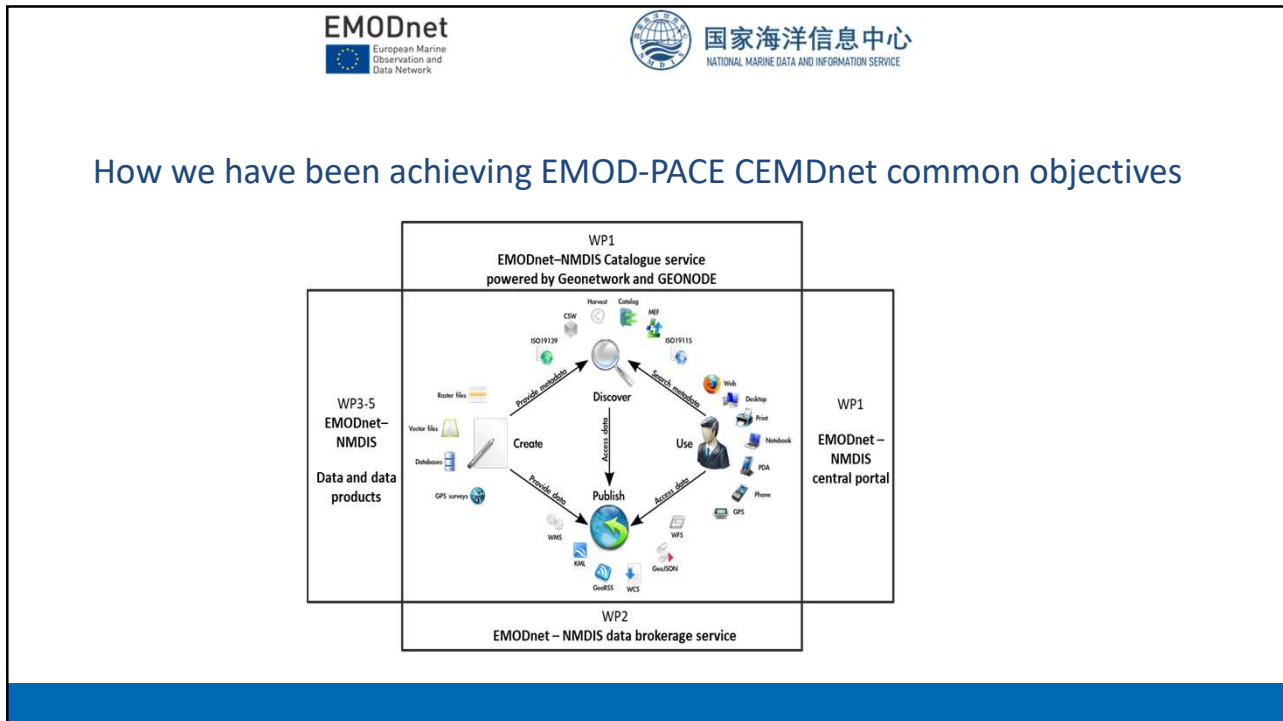 EMODnet
European Marine
Observation and
Data Network
NMDIS
国家海洋信息中心
NATIONAL MARINE DATA AND INFORMATION SERVICE
How we have been achieving EMOD-PACE CEMDnet common objectives
WP1
EMODnet–NMDIS Catalogue service
powered by Geonetwork and GEONODE
Harvest
Catalog
CSW
MEF
ISO19139
ISO19115
Provide metadata
Search metadata
Discover
Web
Desktop
Print
Notebook
PDA
Phone
GPS
Raster files
Vector files
Databases
GPS surveys
Create
Access data
Use
Provide data
Publish
Access data
WMS
KML
GeoRSS
WCS
GeoJSON
WFS
WP3-5
EMODnet–
NMDIS
Data and data
products
WP1
EMODnet –
NMDIS
central portal
WP2
EMODnet – NMDIS data brokerage service